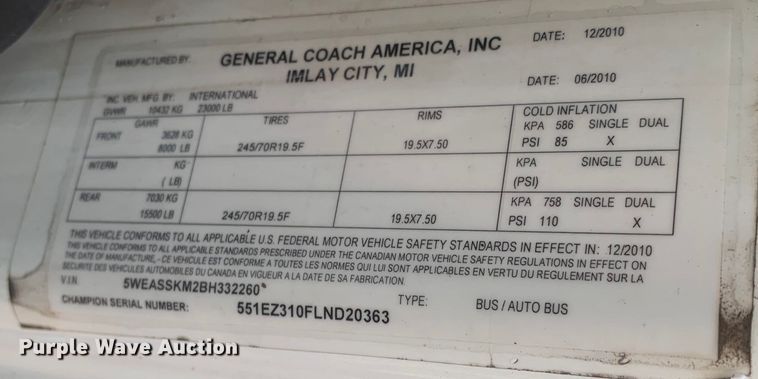 MANUFACTURED BY: GENERAL COACH AMERICA, INC DATE: 12/2010
IMLAY CITY, MI
INC. VEH. MFG. BY: INTERNATIONAL DATE: 06/2010
GVWR 10432 KG 23000 LB
GAWR TIRES RIMS COLD INFLATION
FRONT 3628 KG 8000 LB 245/70R19.5F 19.5X7.50 KPA 586 SINGLE DUAL
PSI 85 X
INTERM KG KPA SINGLE DUAL
( LB) (PSI)
REAR 7030 KG KPA 758 SINGLE DUAL
15500 LB 245/70R19.5F 19.5X7.50 PSI 110 X
THIS VEHICLE CONFORMS TO ALL APPLICABLE U.S. FEDERAL MOTOR VEHICLE SAFETY STANDARDS IN EFFECT IN: 12/2010
THIS VEHICLE CONFORMS TO ALL APPLICABLE STANDARDS PRESCRIBED UNDER THE CANADIAN MOTOR VEHICLE SAFETY REGULATIONS IN EFFECT ON
THE DATE OF MANUFACTURE, - CE VEHICULE EST CONFORME A TOUTES LES NORMES QUI LUI SONT APPLICABLES EN VERTU DU REGULEMENT SUR LA
SECURITE DES VEHICULES AUTOMOBILES DU CANADA EN VIGUEUR A LA DATE DE SA FABRICATION.
V.I.N. 5WEASSKM2BH332260
CHAMPION SERIAL NUMBER: 551EZ310FLND20363 TYPE: BUS / AUTO BUS
Purple Wave Auction